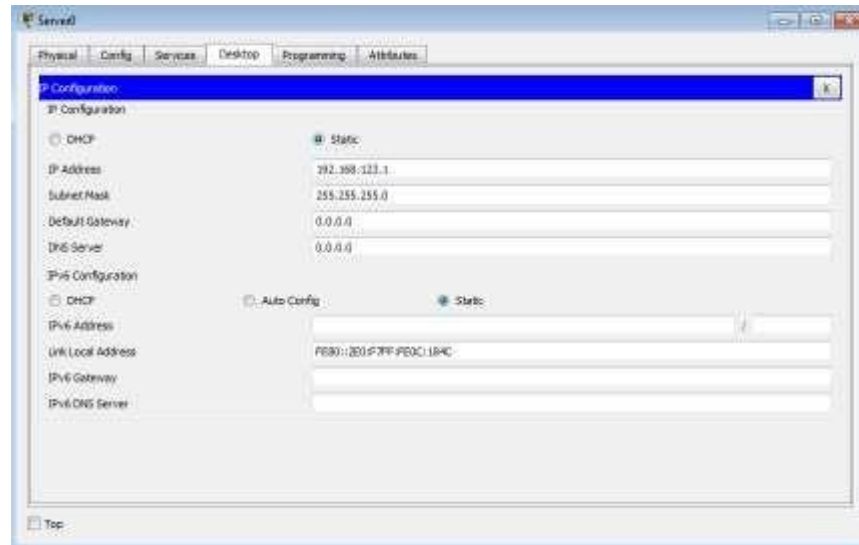 Server0
Physical Config Services Desktop Programming Attributes
IP Configuration X
IP Configuration
DHCP Static
IP Address 192.168.123.1
Subnet Mask 255.255.255.0
Default Gateway 0.0.0.0
DNS Server 0.0.0.0
IPv6 Configuration
DHCP Auto Config Static
IPv6 Address /
Link Local Address
IPv6 Gateway
IPv6 DNS Server
Top